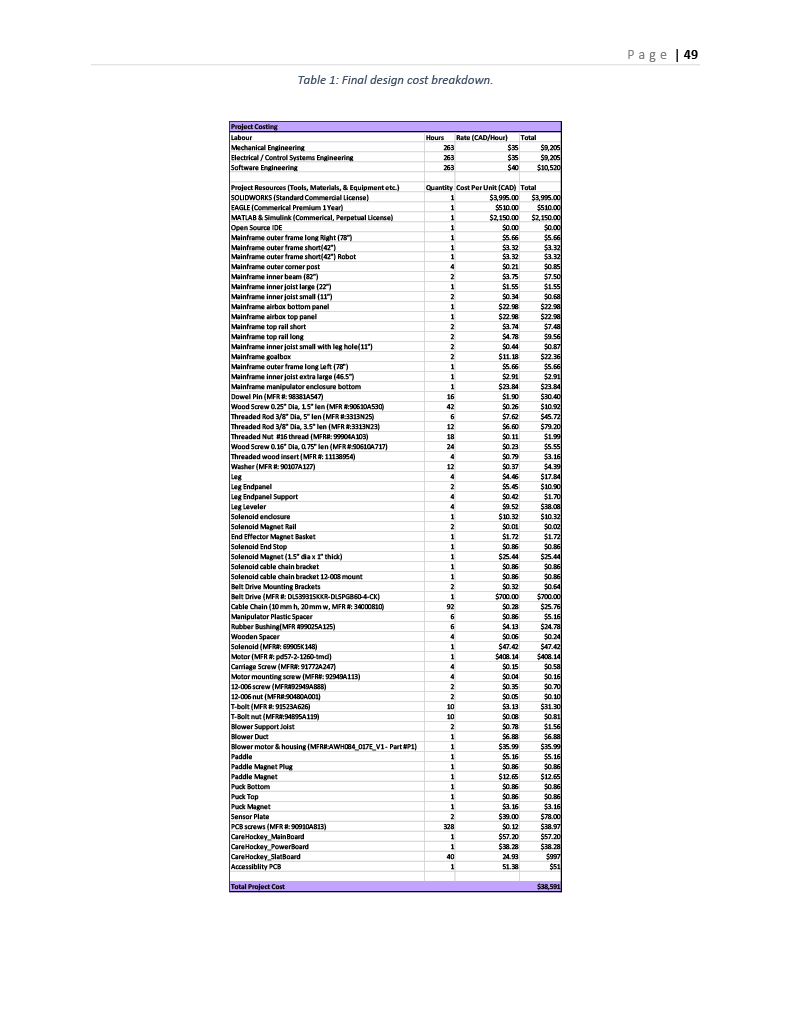 Page | 49
Table 1: Final design cost breakdown.
Project Costing
Labour Hours Rate (CAD/Hour) Total
Mechanical Engineering 263 $35 $9,205
Electrical / Control Systems Engineering 263 $35 $9,205
Software Engineering 263 $40 $10,520
Project Resources (Tools, Materials, & Equipment etc.) Quantity Cost Per Unit (CAD) Total
SOLIDWORKS (Standard Commercial License) 1 $3,995.00 $3,995.00
EAGLE (Commerical Premium 1 Year) 1 $510.00 $510.00
MATLAB & Simulink (Commerical, Perpetual License) 1 $2,150.00 $2,150.00
Open Source IDE 1 $0.00 $0.00
Mainframe outer frame long Right (78") 1 $5.66 $5.66
Mainframe outer frame short(42") 1 $3.32 $3.32
Mainframe outer frame short(42") Robot 1 $3.32 $3.32
Mainframe outer corner post 4 $0.21 $0.85
Mainframe inner beam (82") 2 $3.75 $7.50
Mainframe inner joist large (22") 1 $1.55 $1.55
Mainframe inner joist small (11") 2 $0.34 $0.68
Mainframe airbox bottom panel 1 $22.98 $22.98
Mainframe airbox top panel 1 $22.98 $22.98
Mainframe top rail short 2 $3.74 $7.48
Mainframe top rail long 2 $4.78 $9.56
Mainframe inner joist small with leg hole(11") 2 $0.44 $0.87
Mainframe goalbox 2 $11.18 $22.36
Mainframe outer frame long Left (78") 1 $5.66 $5.66
Mainframe inner joist extra large (46.5") 1 $2.91 $2.91
Mainframe manipulator enclosure bottom 1 $23.84 $23.84
Dowel Pin (MFR #: 98381A547) 16 $1.90 $30.40
Wood Screw 0.25" Dia, 1.5" len (MFR #:90610A530) 42 $0.26 $10.92
Threaded Rod 3/8" Dia, 5" len (MFR #:3313N25) 6 $7.62 $45.72
Threaded Rod 3/8" Dia, 3.5" len (MFR #:3313N23) 12 $6.60 $79.20
Threaded Nut #16 thread (MFR#: 99904A103) 18 $0.11 $1.99
Wood Screw 0.16" Dia, 0.75" len (MFR #:90610A717) 24 $0.23 $5.55
Threaded wood insert (MFR #: 11138954) 4 $0.79 $3.16
Washer (MFR #: 90107A127) 12 $0.37 $4.39
Leg 4 $4.46 $17.84
Leg Endpanel 2 $5.45 $10.90
Leg Endpanel Support 4 $0.42 $1.70
Leg Leveler 4 $9.52 $38.08
Solenoid enclosure 1 $10.32 $10.32
Solenoid Magnet Rail 2 $0.01 $0.02
End Effector Magnet Basket 1 $1.72 $1.72
Solenoid End Stop 1 $0.86 $0.86
Solenoid Magnet (1.5" dia x 1" thick) 1 $25.44 $25.44
Solenoid cable chain bracket 1 $0.86 $0.86
Solenoid cable chain bracket 12-008 mount 1 $0.86 $0.86
Belt Drive Mounting Brackets 2 $0.32 $0.64
Belt Drive (MFR #: DL539315KKR-DLSPGB60-4-CK) 1 $700.00 $700.00
Cable Chain (10 mm h, 20 mm w, MFR #: 34000810) 92 $0.28 $25.76
Manipulator Plastic Spacer 6 $0.86 $5.16
Rubber Bushing(MFR #99025A125) 6 $4.13 $24.78
Wooden Spacer 4 $0.06 $0.24
Solenoid (MFR#: 69905K148) 1 $47.42 $47.42
Motor (MFR #: pd57-2-1260-tmcl) 1 $408.14 $408.14
Carriage Screw (MFR#: 91772A247) 4 $0.15 $0.58
Motor mounting screw (MFR#: 92949A113) 4 $0.04 $0.16
12-006 screw (MFR#92949A888) 2 $0.35 $0.70
12-006 nut (MFR#:90480A001) 2 $0.05 $0.10
T-bolt (MFR #: 91523A626) 10 $3.13 $31.30
T-Bolt nut (MFR#:94895A119) 10 $0.08 $0.81
Blower Support Joist 2 $0.78 $1.56
Blower Duct 1 $6.88 $6.88
Blower motor & housing (MFR#:AWH084_017E_V1 - Part #P1) 1 $35.99 $35.99
Paddle 1 $5.16 $5.16
Paddle Magnet Plug 1 $0.86 $0.86
Paddle Magnet 1 $12.65 $12.65
Puck Bottom 1 $0.86 $0.86
Puck Top 1 $0.86 $0.86
Puck Magnet 1 $3.16 $3.16
Sensor Plate 2 $39.00 $78.00
PCB screws (MFR #: 90910A813) 328 $0.12 $38.97
CareHockey_MainBoard 1 $57.20 $57.20
CareHockey_PowerBoard 1 $38.28 $38.28
CareHockey_SlatBoard 40 24.93 $997
Accessiblity PCB 1 51.38 $51
Total Project Cost $38,591